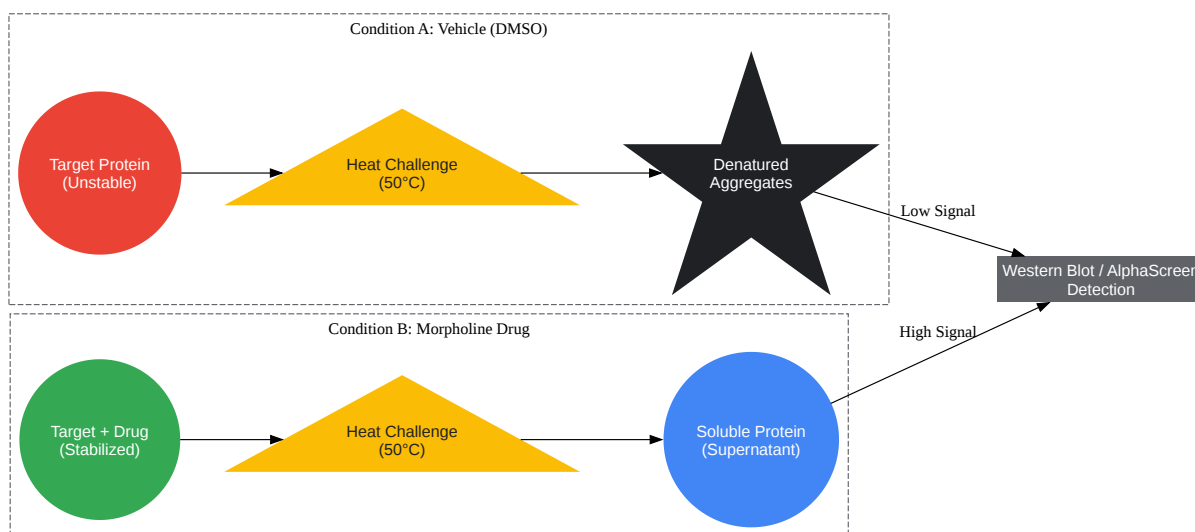 Condition A: Vehicle (DMSO)
Target Protein
(Unstable)
Heat Challenge
(50°C)
Denatured
Aggregates
Low Signal
Western Blot / AlphaScreen
Detection
High Signal
Condition B: Morpholine Drug
Target + Drug
(Stabilized)
Heat Challenge
(50°C)
Soluble Protein
(Supernatant)